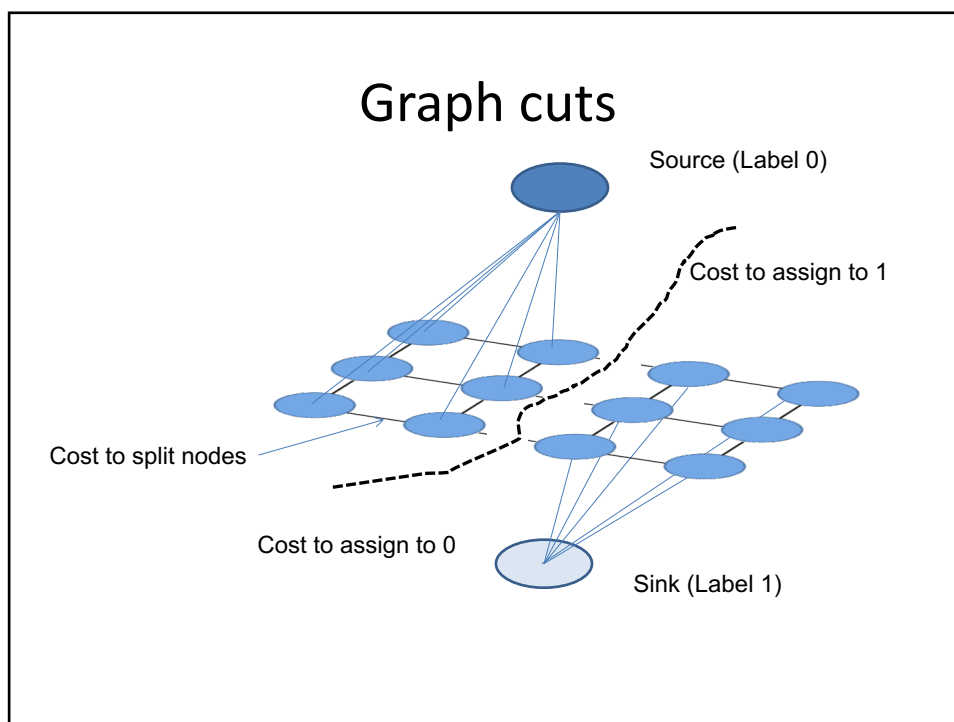 Graph cuts
Source (Label 0)
Cost to assign to 1
Cost to split nodes
Cost to assign to 0
Sink (Label 1)